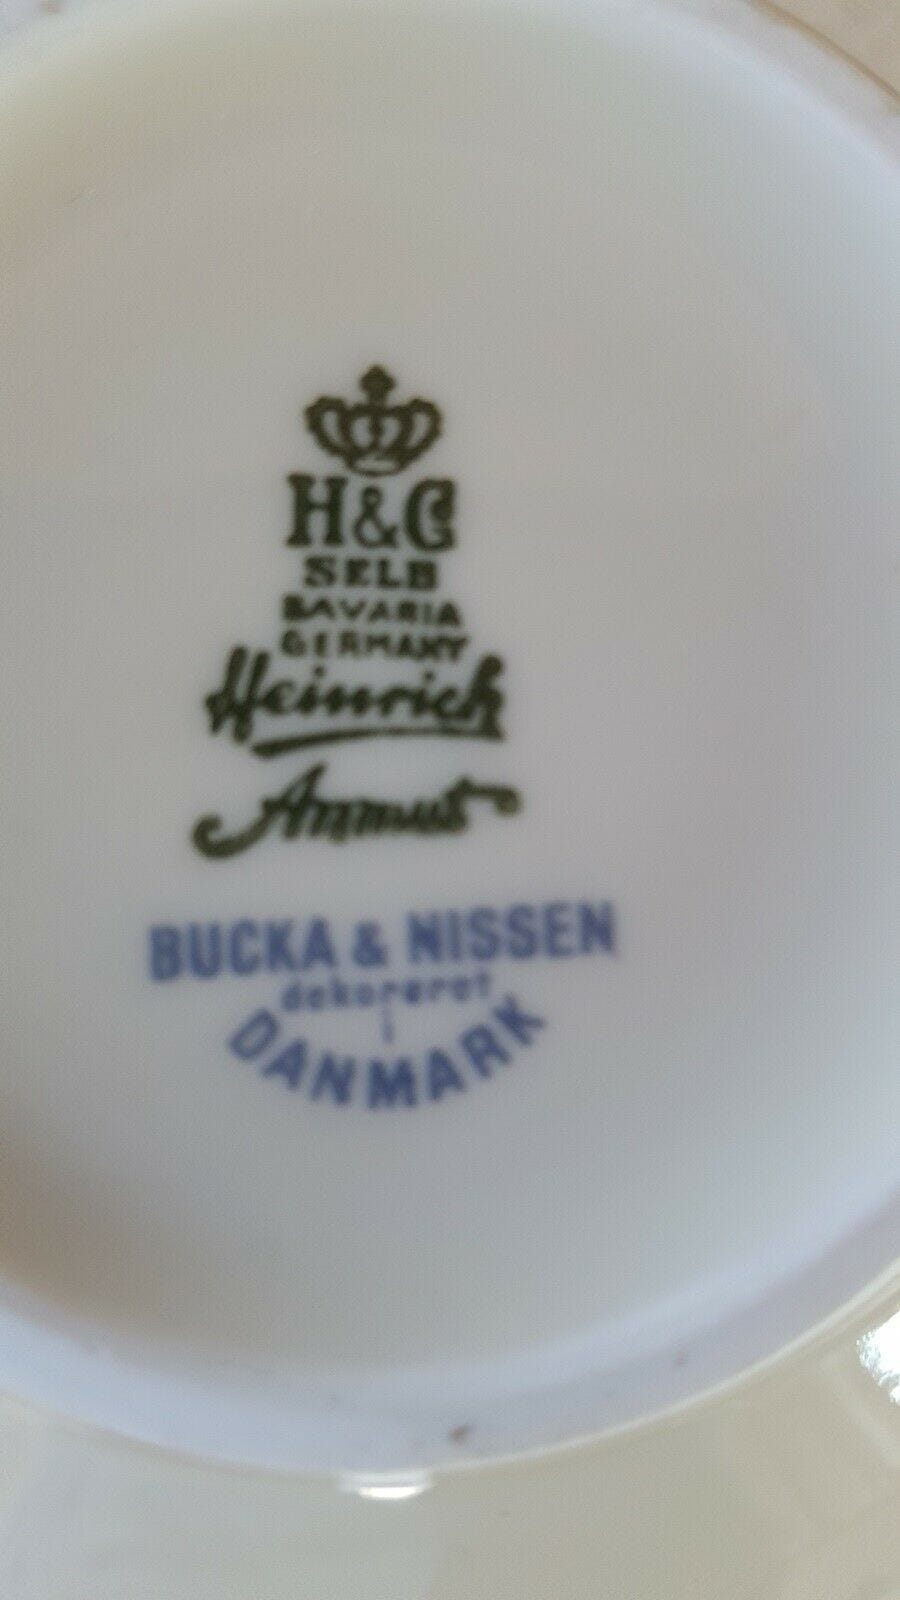 H&C
SELB
BAVARIA
GERMANY
Heinrich
Anmut
BUCKA & NISSEN
dekoreret
i
DANMARK